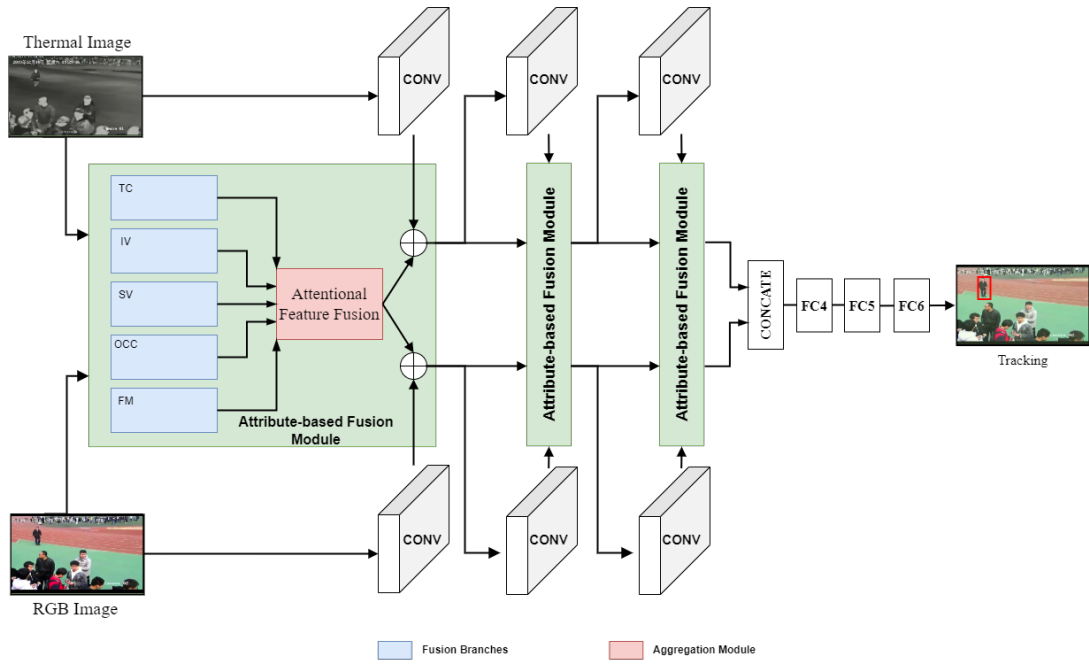 Thermal Image
CONV
CONV
CONV
TC
IV
SV
OCC
FM
Attentional
Feature Fusion
Attribute-based Fusion
Module
Attribute-based Fusion Module
Attribute-based Fusion Module
CONCATE
FC4
FC5
FC6
Tracking
CONV
CONV
CONV
RGB Image
Fusion Branches
Aggregation Module